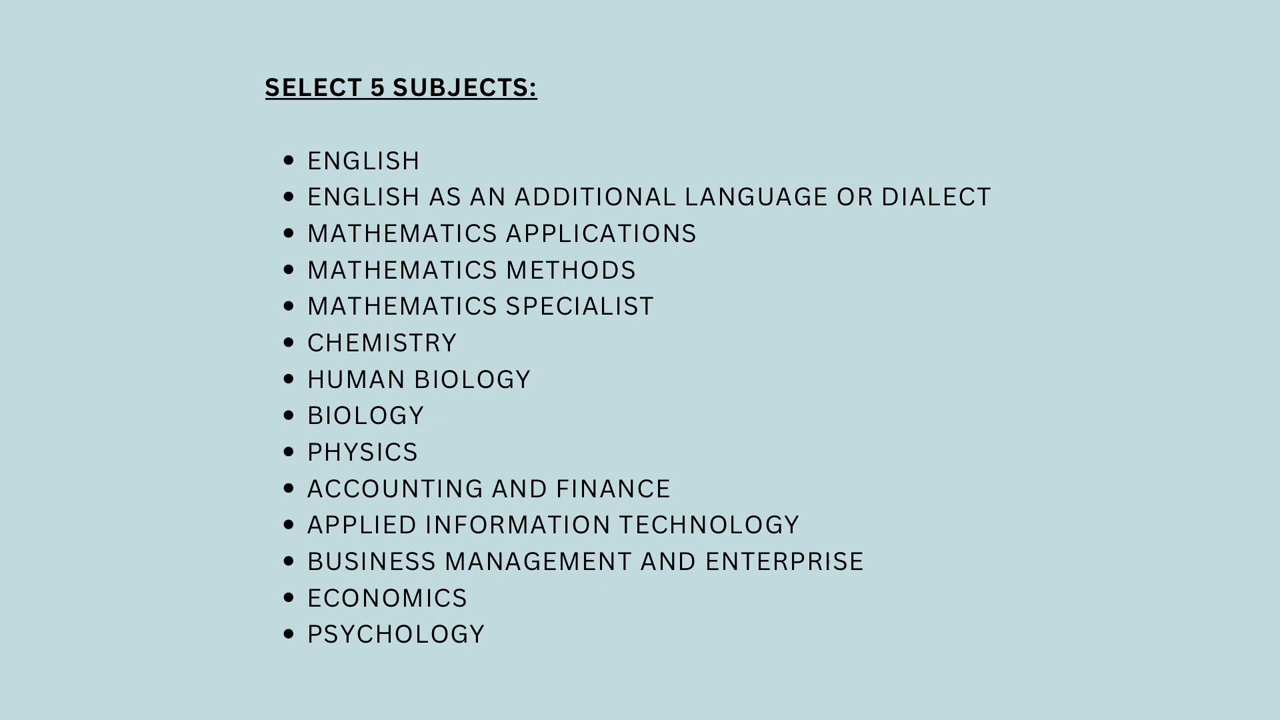 SELECT 5 SUBJECTS:
• ENGLISH
• ENGLISH AS AN ADDITIONAL LANGUAGE OR DIALECT
• MATHEMATICS APPLICATIONS
• MATHEMATICS METHODS
• MATHEMATICS SPECIALIST
• CHEMISTRY
• HUMAN BIOLOGY
• BIOLOGY
• PHYSICS
• ACCOUNTING AND FINANCE
• APPLIED INFORMATION TECHNOLOGY
• BUSINESS MANAGEMENT AND ENTERPRISE
• ECONOMICS
• PSYCHOLOGY